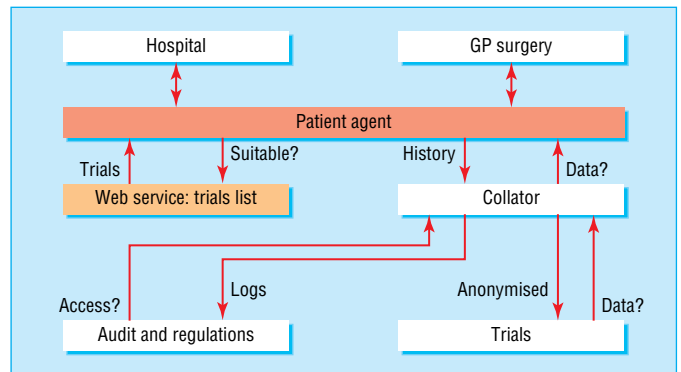 Hospital
GP surgery
Patient agent
Trials
Suitable?
History
Data?
Web service: trials list
Collator
Access?
Logs
Anonymised
Data?
Audit and regulations
Trials